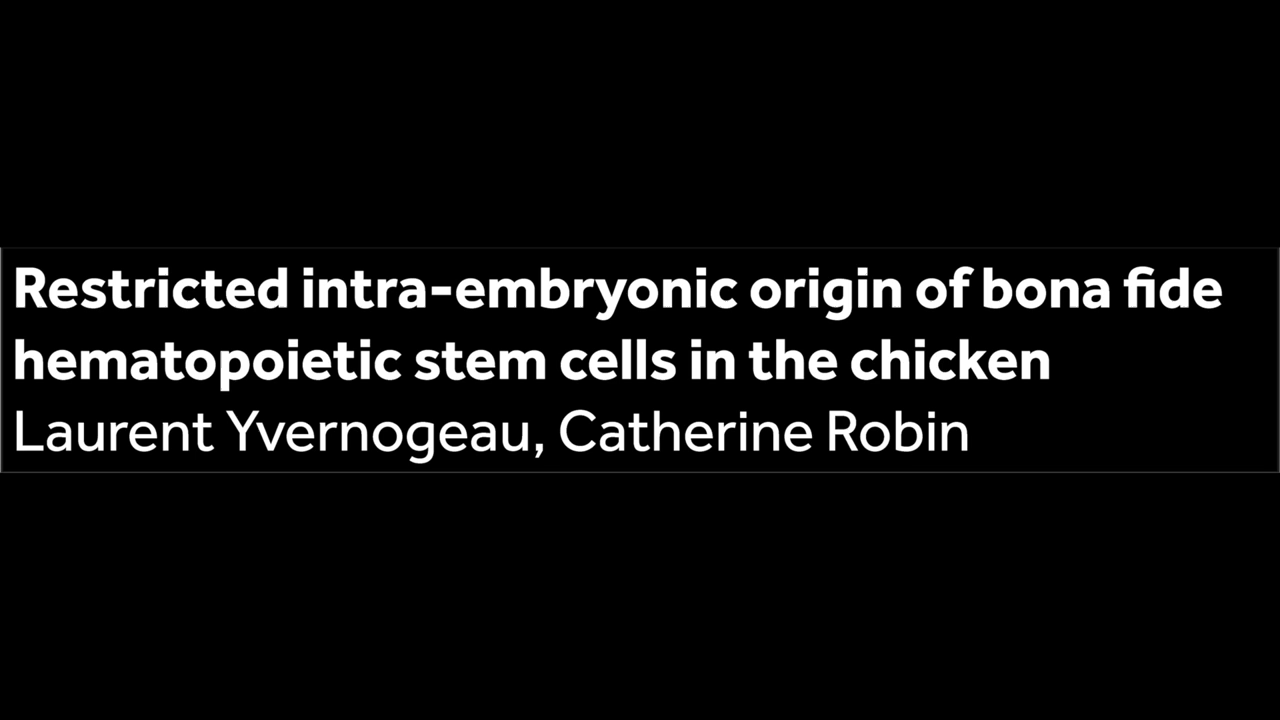 Restricted intra-embryonic origin of bona fide
hematopoietic stem cells in the chicken
Laurent Yvernogeau, Catherine Robin